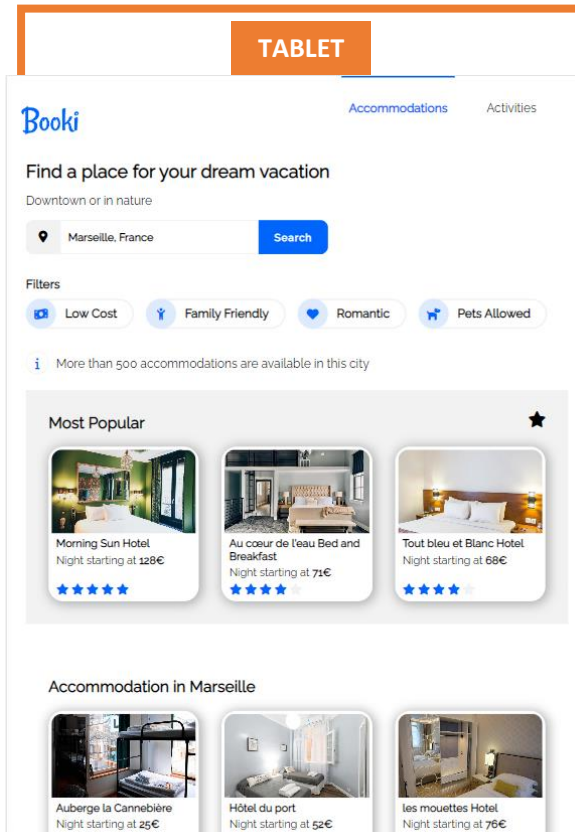 TABLET
Booki
Accommodations Activities
Find a place for your dream vacation
Downtown or in nature
Marseille, France Search
Filters
Low Cost Family Friendly Romantic Pets Allowed
i More than 500 accommodations are available in this city
Most Popular
Morning Sun Hotel
Night starting at 128€
Au cœur de l'eau Bed and
Breakfast
Night starting at 71€
Tout bleu et Blanc Hotel
Night starting at 68€
Accommodation in Marseille
Auberge la Cannebière
Night starting at 25€
Hôtel du port
Night starting at 52€
les mouettes Hotel
Night starting at 76€